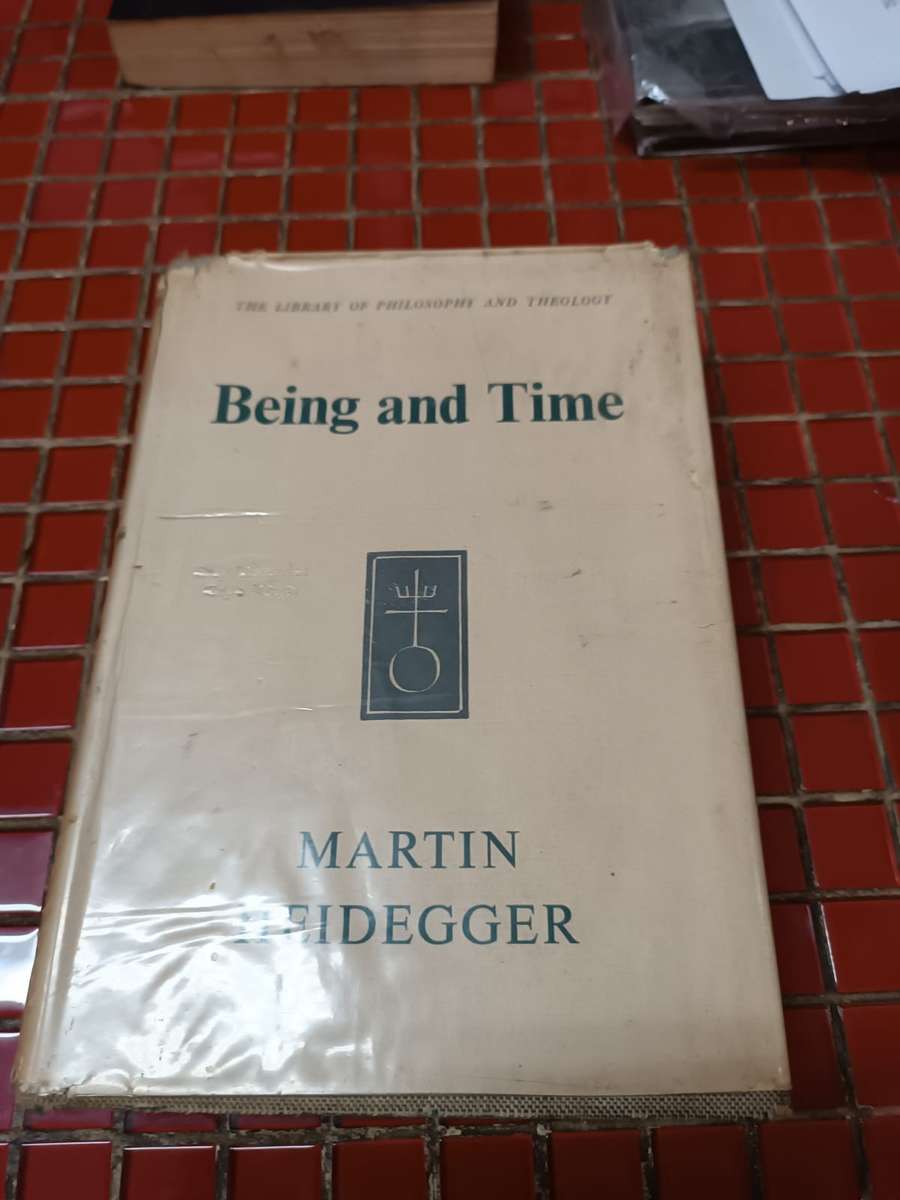 THE LIBRARY OF PHILOSOPHY AND THEOLOGY
Being and Time
MARTIN
HEIDEGGER